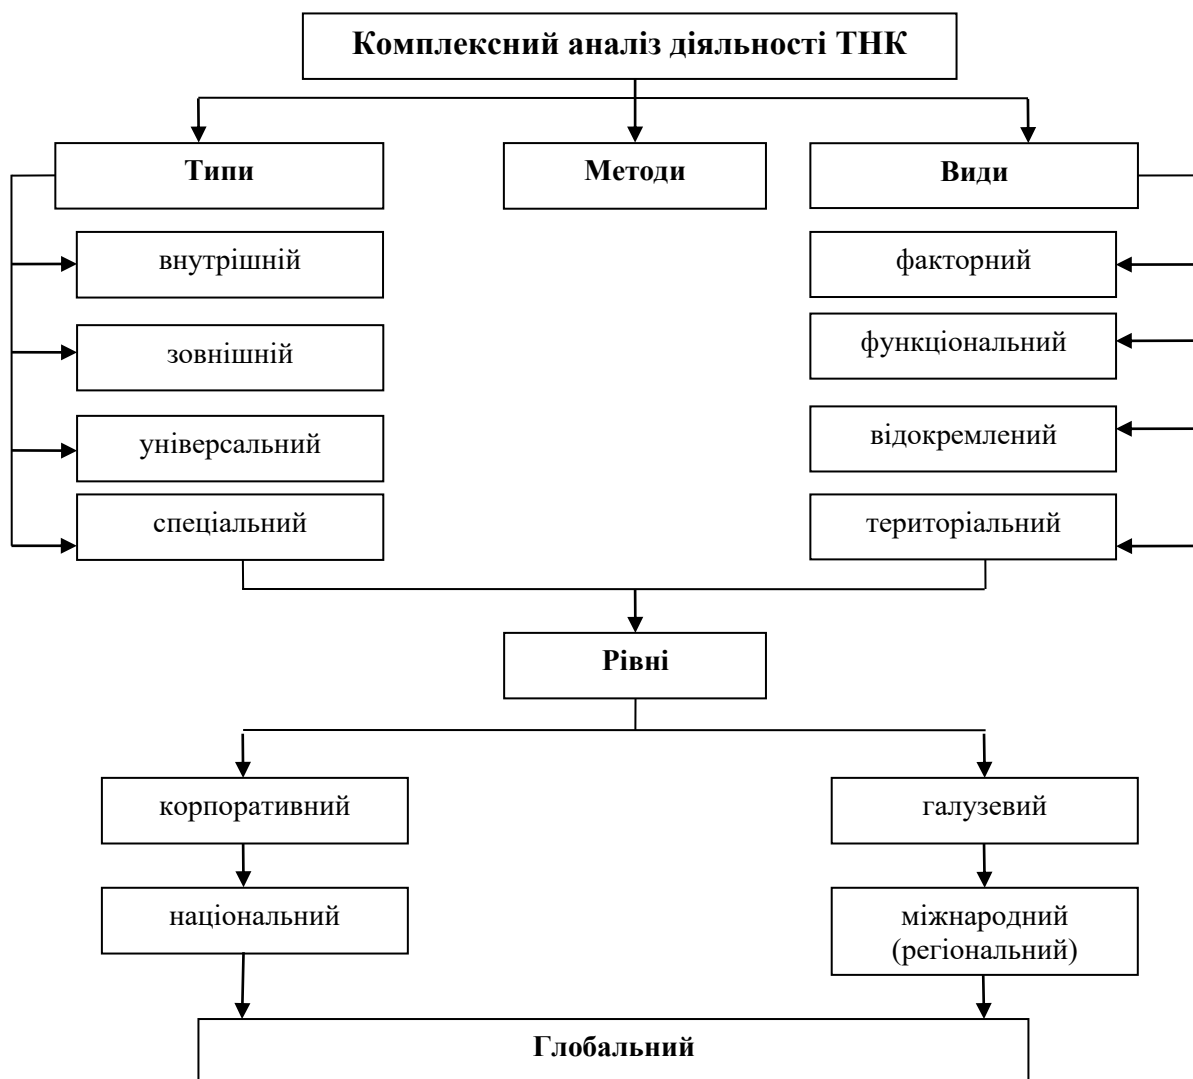 Комплексний аналіз діяльності ТНК
Типи
Методи
Види
внутрішній
факторний
зовнішній
функціональний
універсальний
відокремлений
спеціальний
територіальний
Рівні
корпоративний
галузевий
національний
міжнародний
(регіональний)
Глобальний